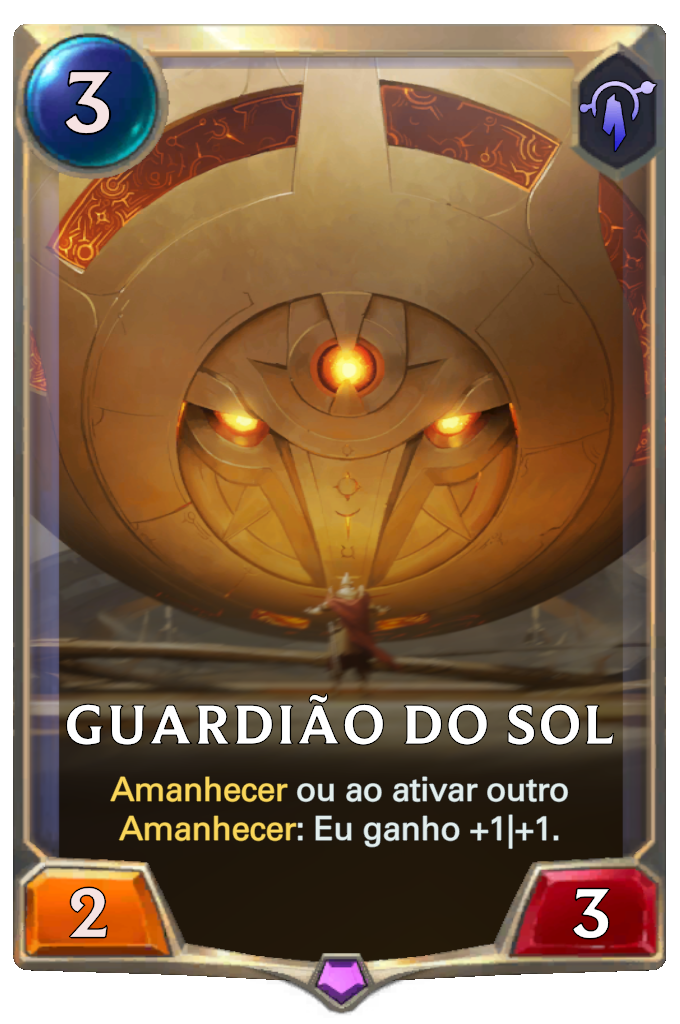 3
GUARDIÃO DO SOL
Amanhecer ou ao ativar outro
Amanhecer: Eu ganho +1|+1.
2
3